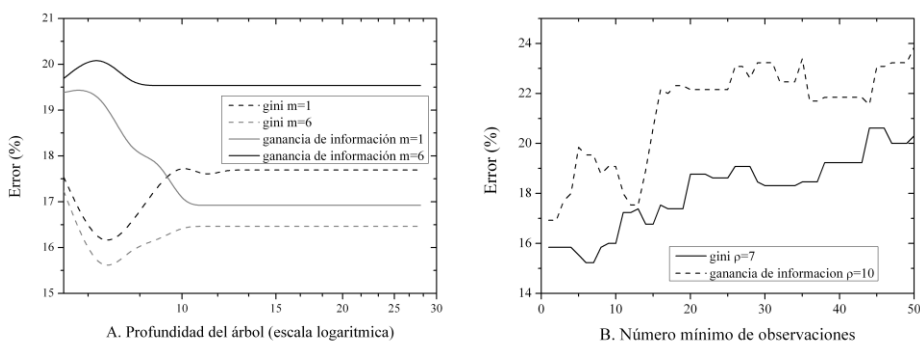 21
20
19
18
17
16
15
Error (%)
gini m=1
gini m=6
ganancia de información m=1
ganancia de información m=6
10
15
20
25
30
A. Profundidad del árbol (escala logaritmica)
24
22
20
18
16
14
Error (%)
gini ρ=7
ganancia de informacion ρ=10
0
10
20
30
40
50
B. Número mínimo de observaciones